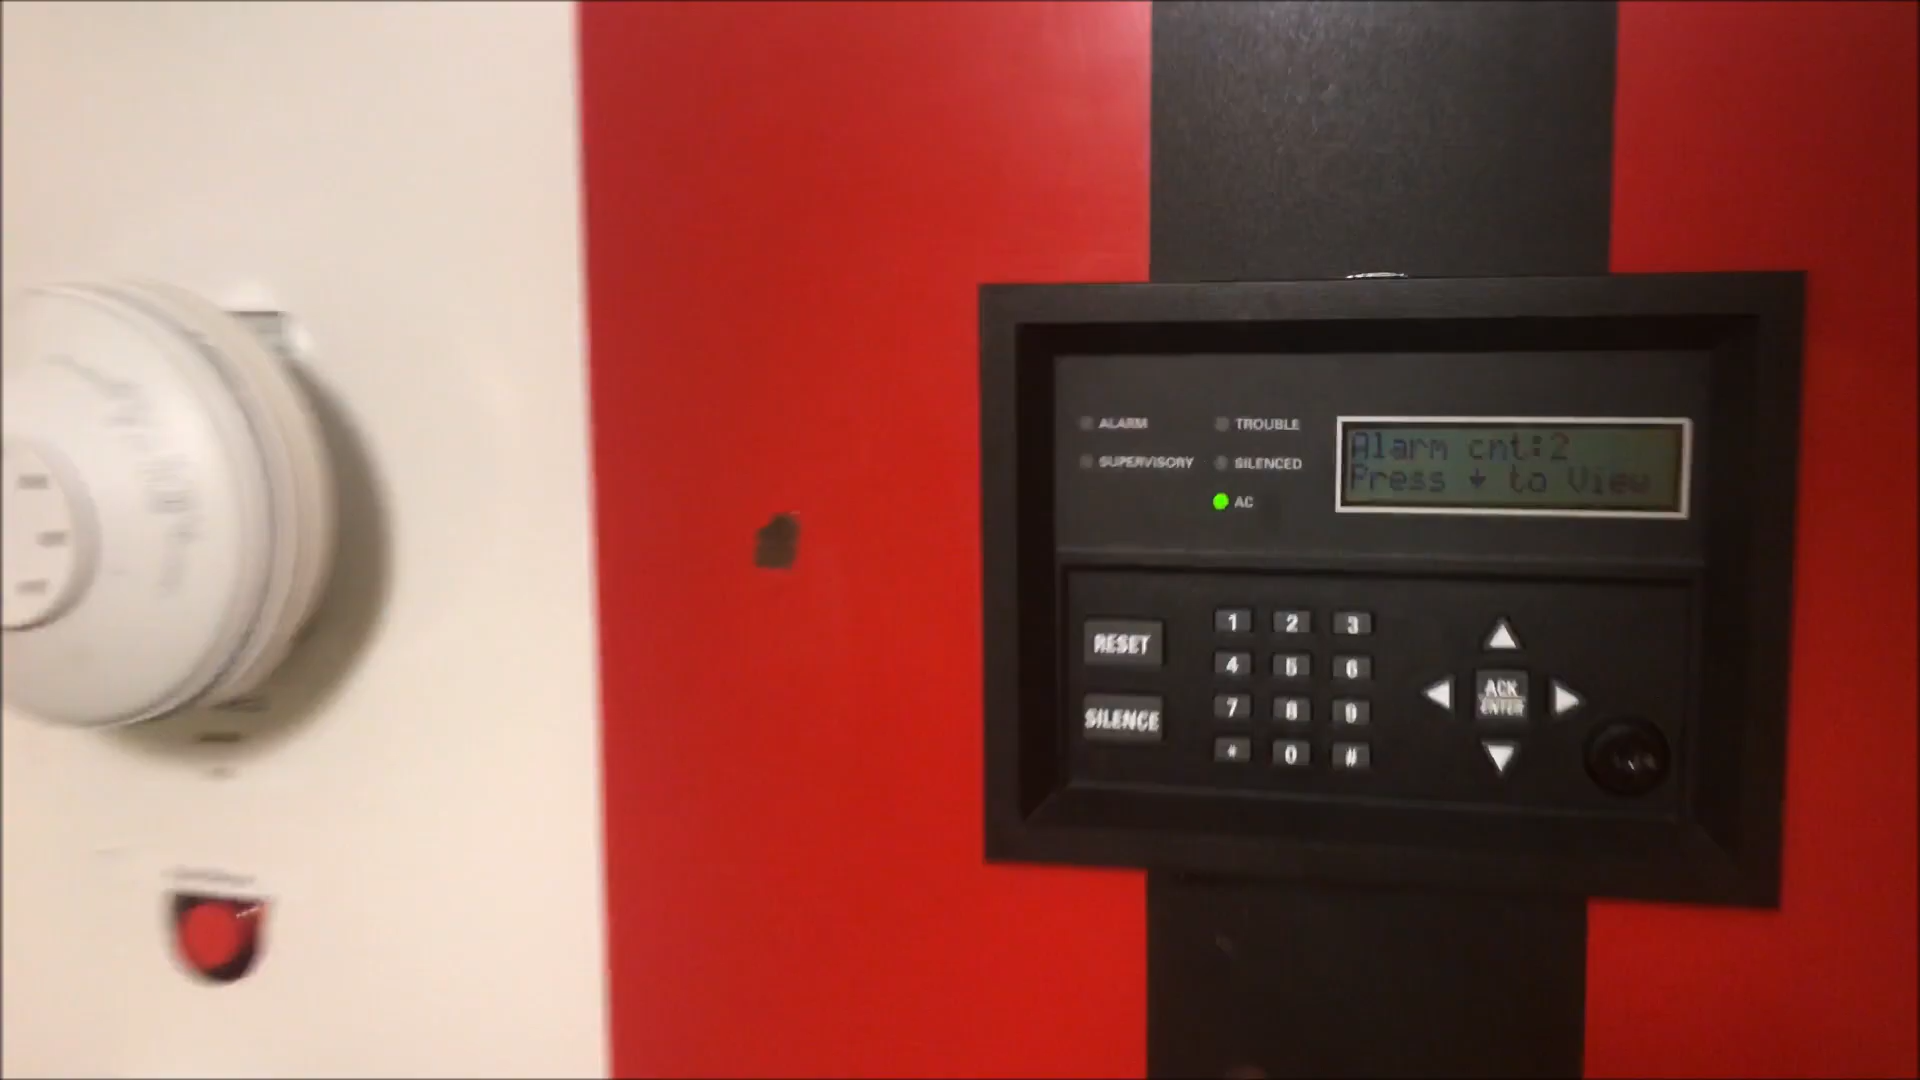 ALARM
TROUBLE
SUPERVISORY
SILENCED
AC
Alarm cnt:2
Press ↓ to View
RESET
SILENCE
1 2 3
4 5 6
7 8 9
* 0 #
ACK
ENTER